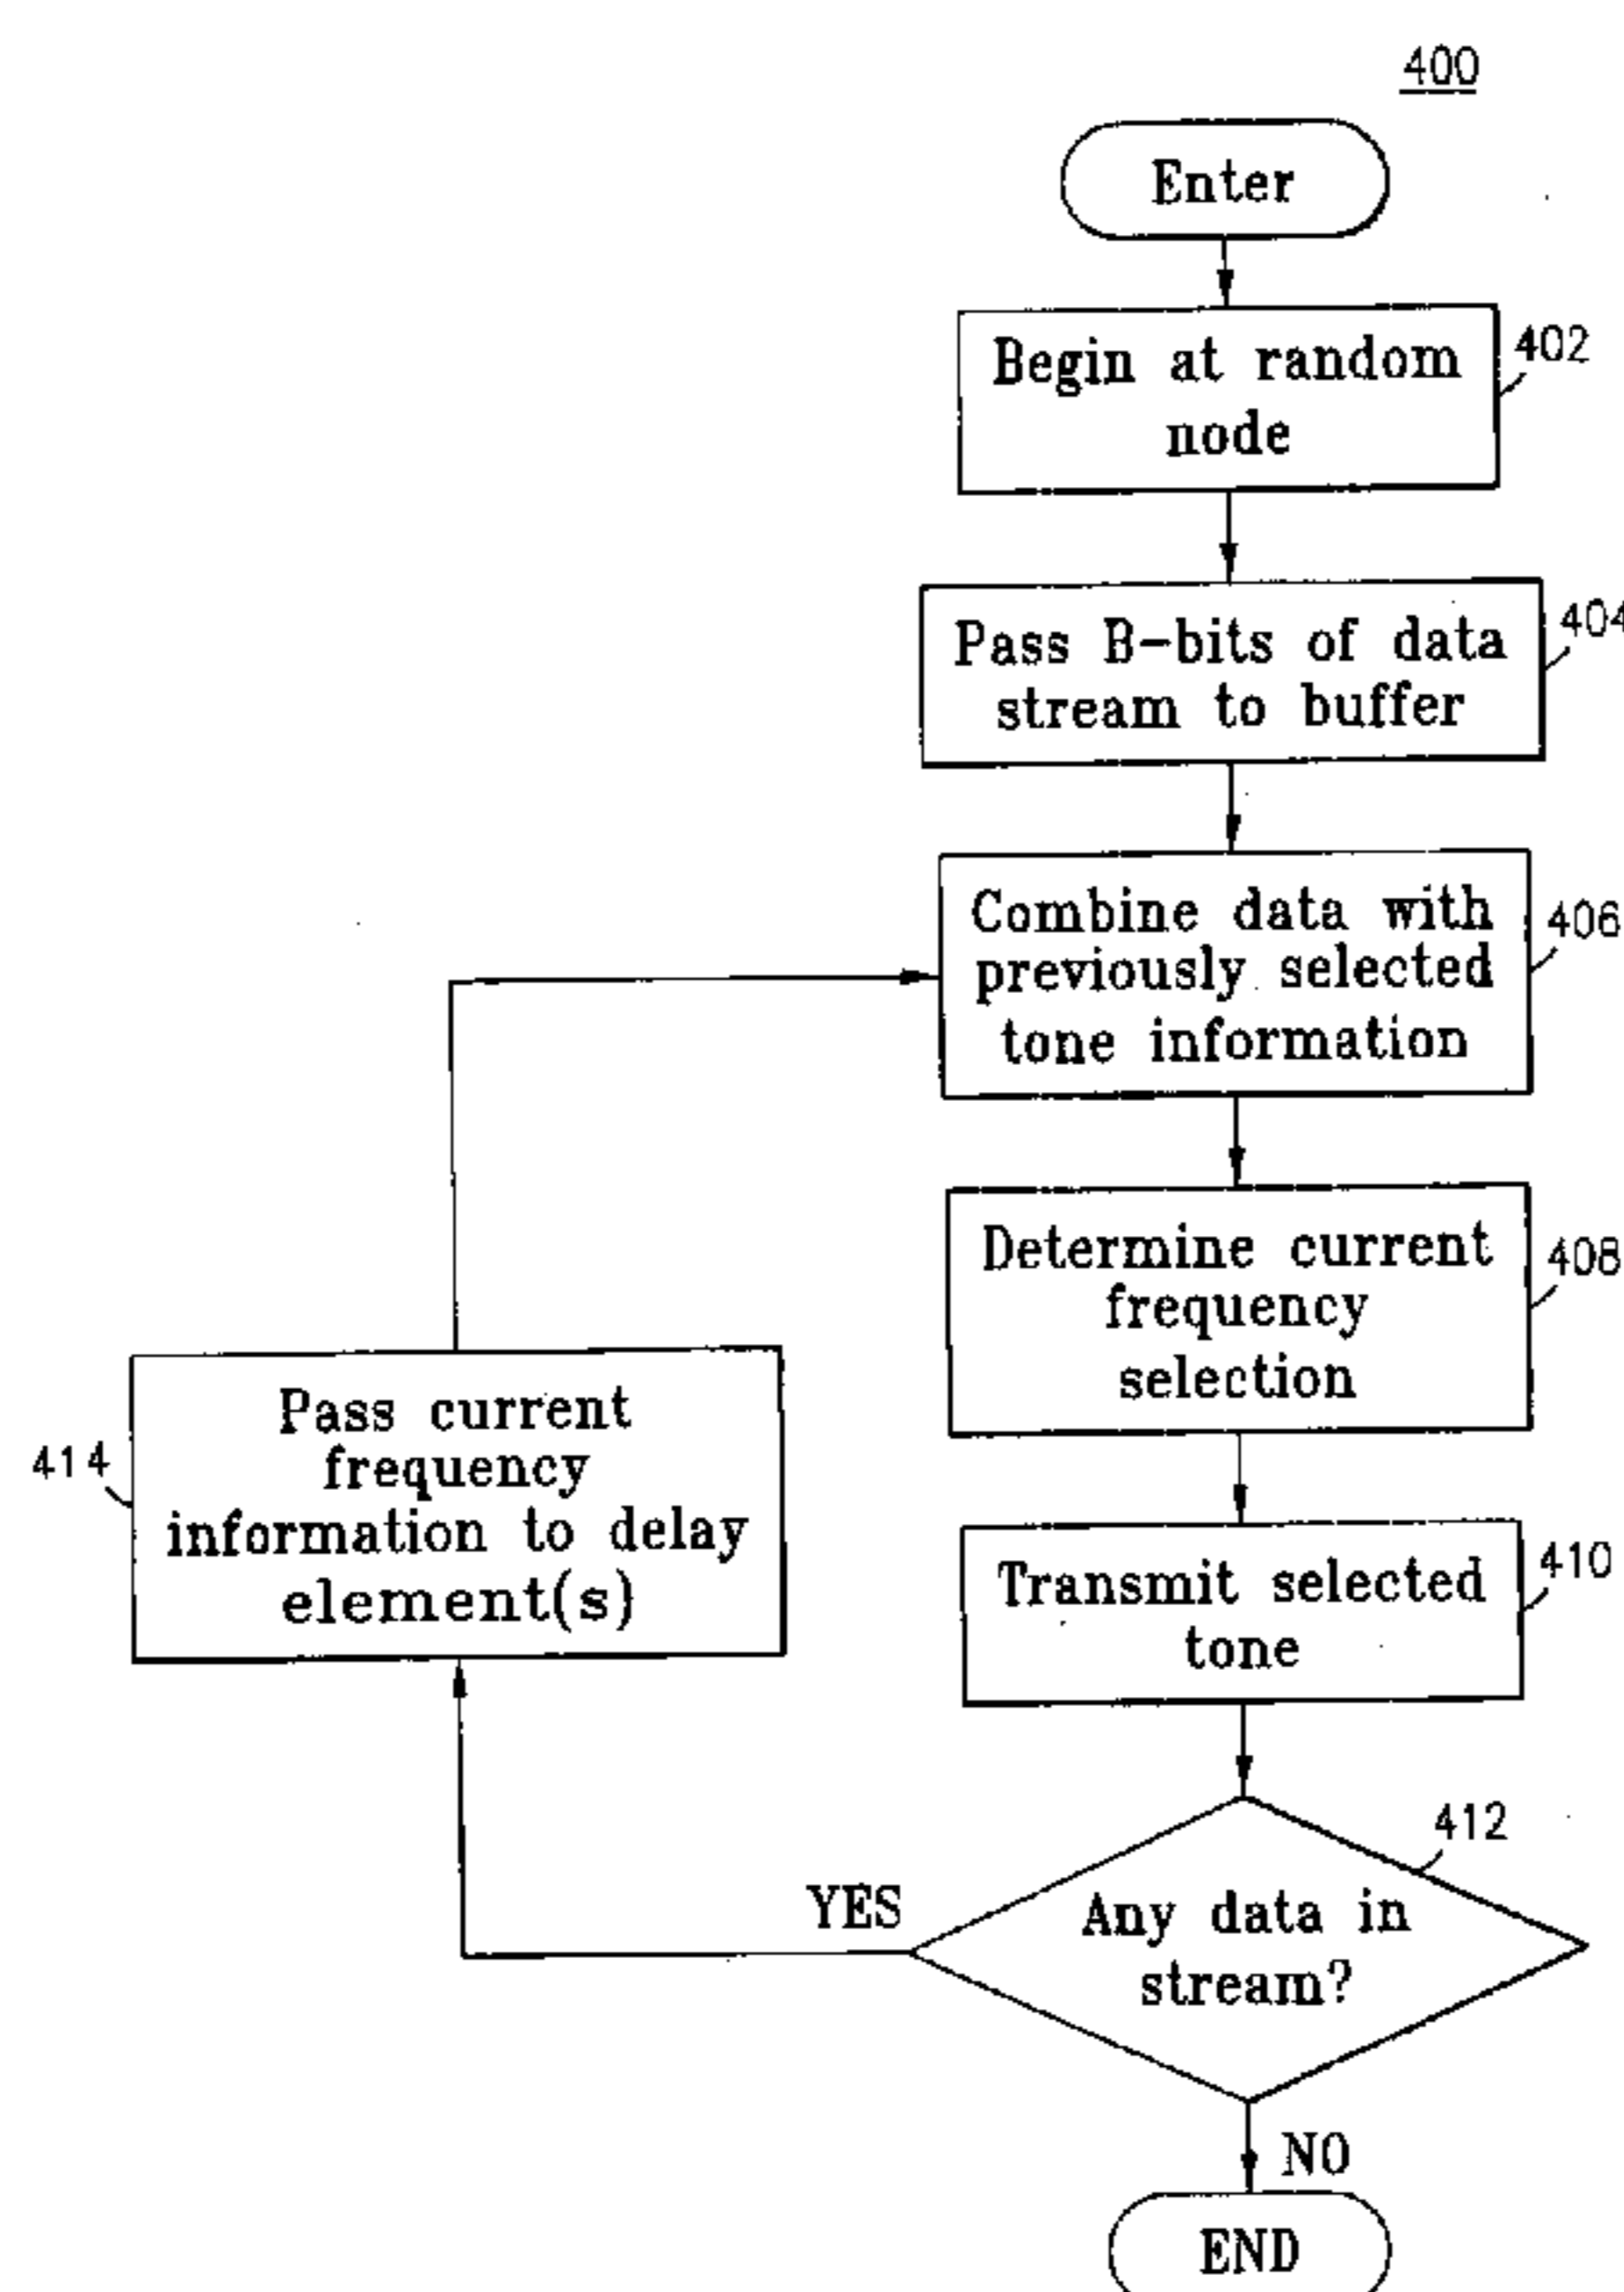 400
Enter
Begin at random
node
402
Pass B-bits of data
stream to buffer
404
Combine data with
previously selected
tone information
406
Determine current
frequency
selection
408
Pass current
frequency
information to delay
element(s)
414
Transmit selected
tone
410
412
Any data in
stream?
YES
NO
END